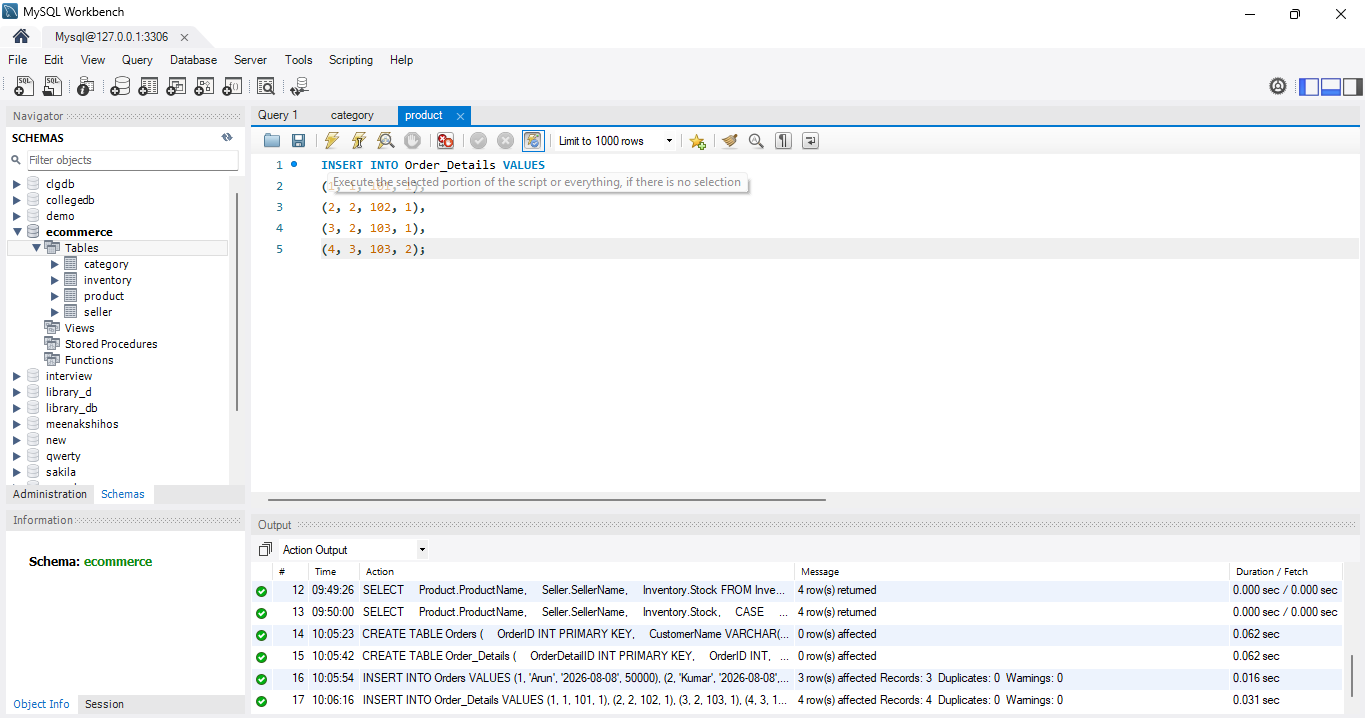 MySQL Workbench
Mysql@127.0.0.1:3306
File Edit View Query Database Server Tools Scripting Help
Navigator
SCHEMAS
Filter objects
clgdb
collegedb
demo
ecommerce
Tables
category
inventory
product
seller
Views
Stored Procedures
Functions
interview
library_d
library_db
meenakshihos
new
qwerty
sakila
Administration Schemas
Information
Schema: ecommerce
Object Info Session
Query 1 category product
Limit to 1000 rows
1 INSERT INTO Order_Details VALUES
Execute the selected portion of the script or everything, if there is no selection
2 (1, 1, 101, 1),
3 (2, 2, 102, 1),
4 (3, 2, 103, 1),
5 (4, 3, 103, 2);
Output
Action Output
# Time Action Message Duration / Fetch
12 09:49:26 SELECT Product.ProductName, Seller.SellerName, Inventory.Stock FROM Inve... 4 row(s) returned 0.000 sec / 0.000 sec
13 09:50:00 SELECT Product.ProductName, Seller.SellerName, Inventory.Stock, CASE ... 4 row(s) returned 0.000 sec / 0.000 sec
14 10:05:23 CREATE TABLE Orders ( OrderID INT PRIMARY KEY, CustomerName VARCHAR(... 0 row(s) affected 0.062 sec
15 10:05:42 CREATE TABLE Order_Details ( OrderDetailID INT PRIMARY KEY, OrderID INT, ... 0 row(s) affected 0.062 sec
16 10:05:54 INSERT INTO Orders VALUES (1, 'Arun', '2026-08-08', 50000), (2, 'Kumar', '2026-08-08',... 3 row(s) affected Records: 3 Duplicates: 0 Warnings: 0 0.016 sec
17 10:06:16 INSERT INTO Order_Details VALUES (1, 1, 101, 1), (2, 2, 102, 1), (3, 2, 103, 1), (4, 3, 1... 4 row(s) affected Records: 4 Duplicates: 0 Warnings: 0 0.031 sec